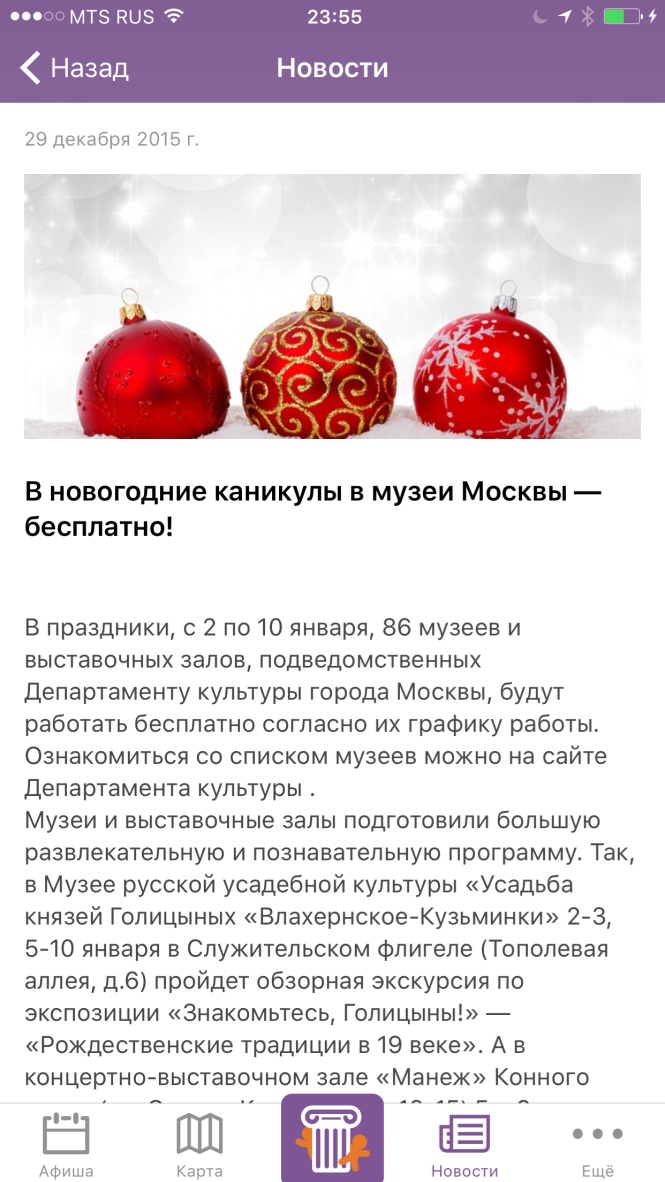 MTS RUS 23:55
Назад Новости
29 декабря 2015 г.
В новогодние каникулы в музеи Москвы —
бесплатно!
В праздники, с 2 по 10 января, 86 музеев и
выставочных залов, подведомственных
Департаменту культуры города Москвы, будут
работать бесплатно согласно их графику работы.
Ознакомиться со списком музеев можно на сайте
Департамента культуры .
Музеи и выставочные залы подготовили большую
развлекательную и познавательную программу. Так,
в Музее русской усадебной культуры «Усадьба
князей Голицыных «Влахернское-Кузьминки» 2-3,
5-10 января в Служительском флигеле (Тополевая
аллея, д.6) пройдет обзорная экскурсия по
экспозиции «Знакомьтесь, Голицыны!» —
«Рождественские традиции в 19 веке». А в
концертно-выставочном зале «Манеж» Конного
Афиша Карта Новости Ещё